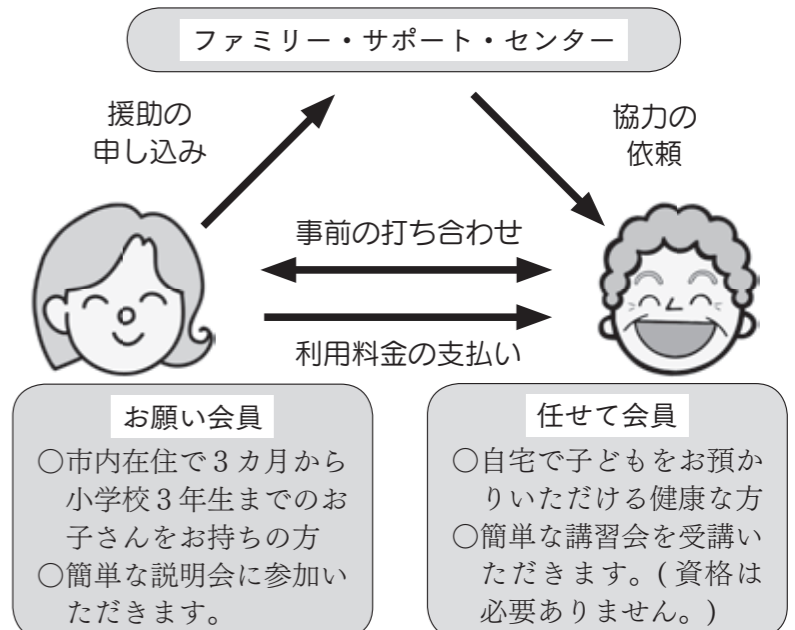 ファミリー・サポート・センター
援助の
申し込み
協力の
依頼
事前の打ち合わせ
利用料金の支払い
お願い会員
○市内在住で３カ月から
小学校３年生までのお
子さんをお持ちの方
○簡単な説明会に参加い
ただきます。
任せて会員
○自宅で子どもをお預か
りいただける健康な方
○簡単な講習会を受講い
ただきます。(資格は
必要ありません。)